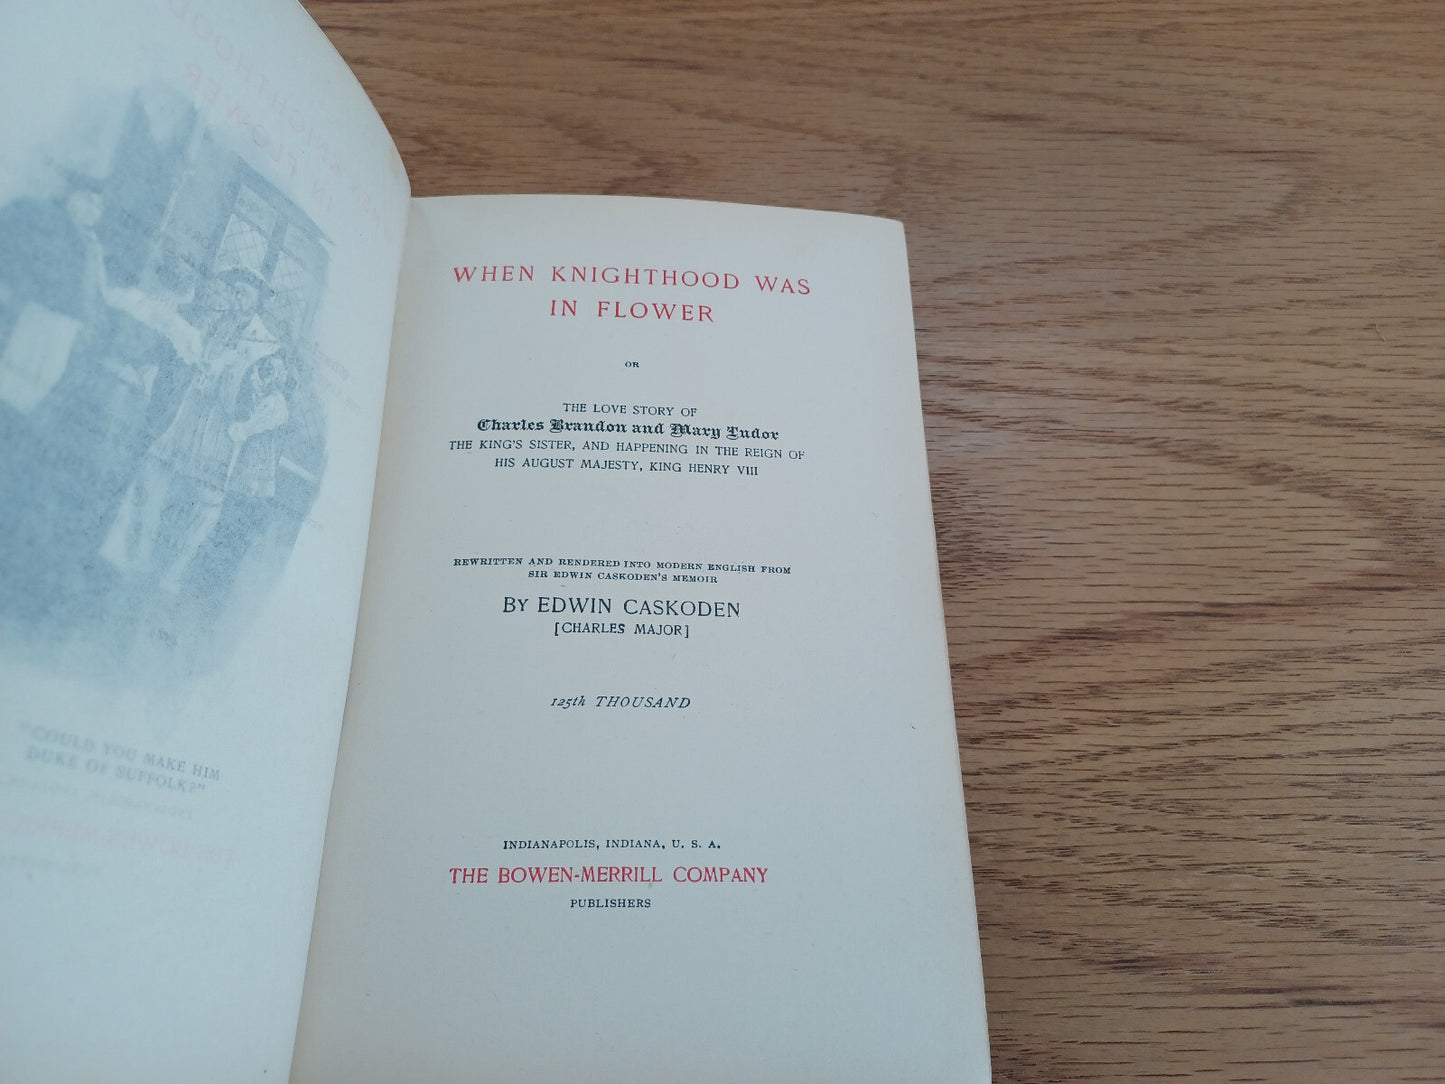 "COULD YOU MAKE HIM
DUKE OF SUFFOLK?"
WHEN KNIGHTHOOD WAS
IN FLOWER
OR
THE LOVE STORY OF
Charles Brandon and Mary Tudor
THE KING'S SISTER, AND HAPPENING IN THE REIGN OF
HIS AUGUST MAJESTY, KING HENRY VIII
REWRITTEN AND RENDERED INTO MODERN ENGLISH FROM
SIR EDWIN CASKODEN'S MEMOIR
BY EDWIN CASKODEN
[CHARLES MAJOR]
125th THOUSAND
INDIANAPOLIS, INDIANA, U. S. A.
THE BOWEN-MERRILL COMPANY
PUBLISHERS